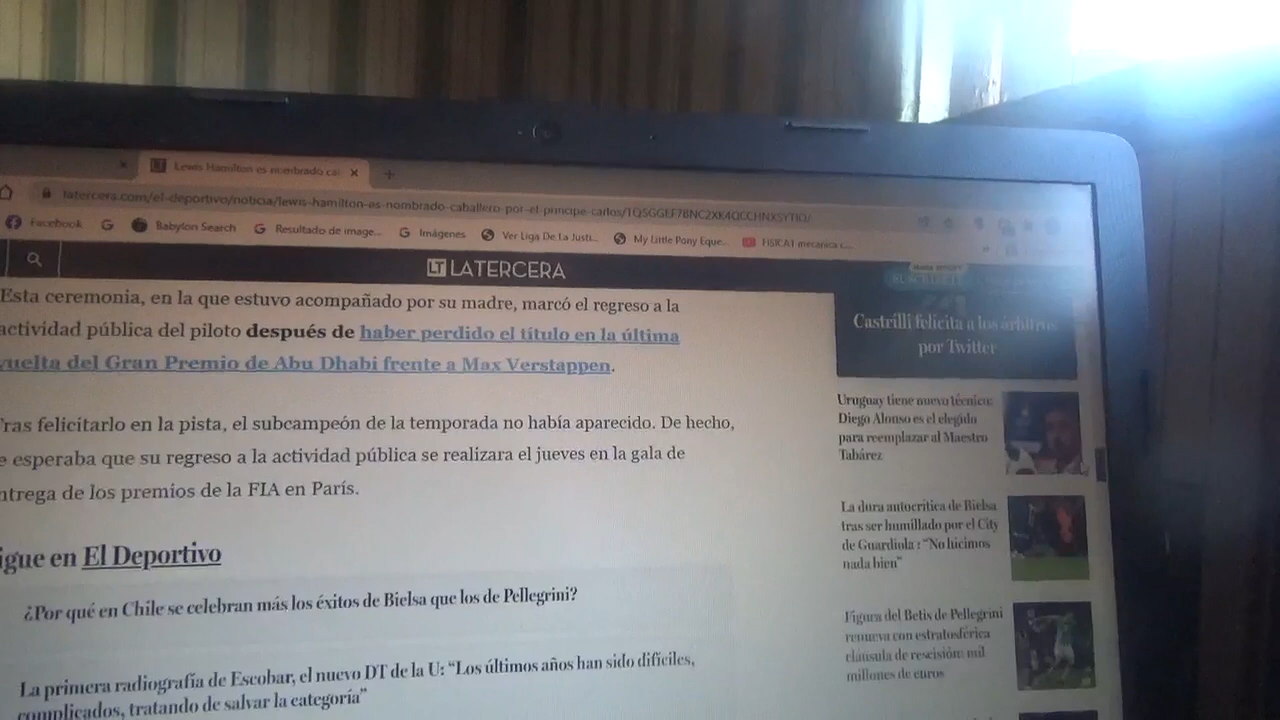 Lewis Hamilton es nombrado
latercera.com/el-deportivo/noticia/lewis-hamilton-es-nombrado-caballero-por-el-principe-carlos/
Facebook
Babylon Search
Resultado de image...
Imágenes
Ver Liga De La Justi...
My Little Pony Eque...
FISICA1 mecanica c...
LT LATERCERA
Esta ceremonia, en la que estuvo acompañado por su madre, marcó el regreso a la
actividad pública del piloto después de haber perdido el título en la última
vuelta del Gran Premio de Abu Dhabi frente a Max Verstappen.
Tras felicitarlo en la pista, el subcampeón de la temporada no había aparecido. De hecho,
e esperaba que su regreso a la actividad pública se realizara el jueves en la gala de
ntrega de los premios de la FIA en París.
igue en El Deportivo
¿Por qué en Chile se celebran más los éxitos de Bielsa que los de Pellegrini?
La primera radiografía de Escobar, el nuevo DT de la U: “Los últimos años han sido difíciles,
complicados, tratando de salvar la categoría”
Castrilli felicita a los árbitros
por Twitter
Uruguay tiene nuevo técnico:
Diego Alonso es el elegido
para reemplazar al Maestro
Tabárez
La dura autocrítica de Bielsa
tras ser humillado por el City
de Guardiola: “No hicimos
nada bien”
Figura del Betis de Pellegrini
renueva con estratosférica
cláusula de rescisión: mil
millones de euros